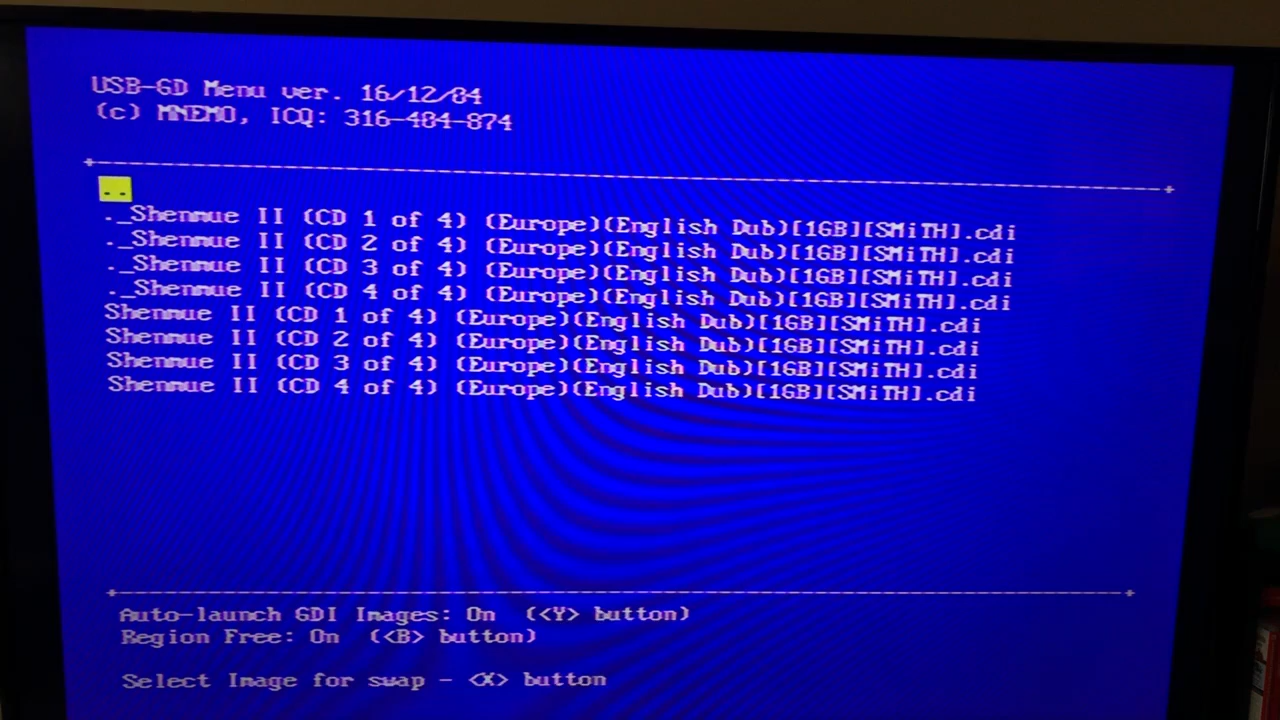 USB-GD Menu ver. 16/12/04
(c) MNEMO, ICQ: 316-404-874
..
._Shenmue II (CD 1 of 4) (Europe)(English Dub)[1GB][SMiTH].cdi
._Shenmue II (CD 2 of 4) (Europe)(English Dub)[1GB][SMiTH].cdi
._Shenmue II (CD 3 of 4) (Europe)(English Dub)[1GB][SMiTH].cdi
._Shenmue II (CD 4 of 4) (Europe)(English Dub)[1GB][SMiTH].cdi
Shenmue II (CD 1 of 4) (Europe)(English Dub)[1GB][SMiTH].cdi
Shenmue II (CD 2 of 4) (Europe)(English Dub)[1GB][SMiTH].cdi
Shenmue II (CD 3 of 4) (Europe)(English Dub)[1GB][SMiTH].cdi
Shenmue II (CD 4 of 4) (Europe)(English Dub)[1GB][SMiTH].cdi
Auto-launch GDI Images: On (<Y> button)
Region Free: On (<B> button)
Select Image for swap - <X> button